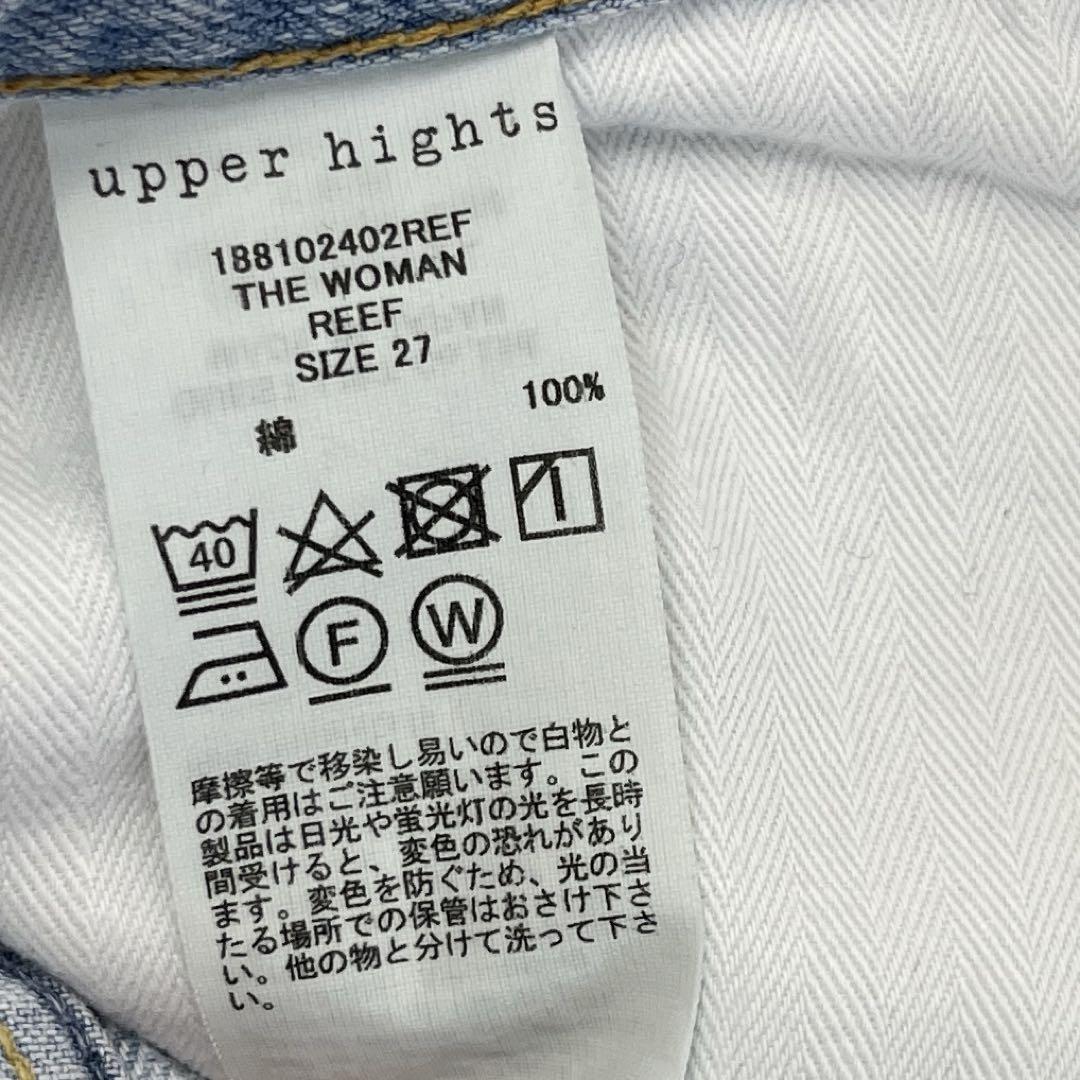 upper hights
188102402REF
THE WOMAN
REEF
SIZE 27
綿 100%
40
F W
摩擦等で移染し易いので白物と
の着用はご注意願います。この
製品は日光や蛍光灯の光を長時
間受けると、変色の恐れがあり
ます。変色を防ぐため、光の当
たる場所での保管はおさけ下さ
い。他の物と分けて洗って下さ
い。